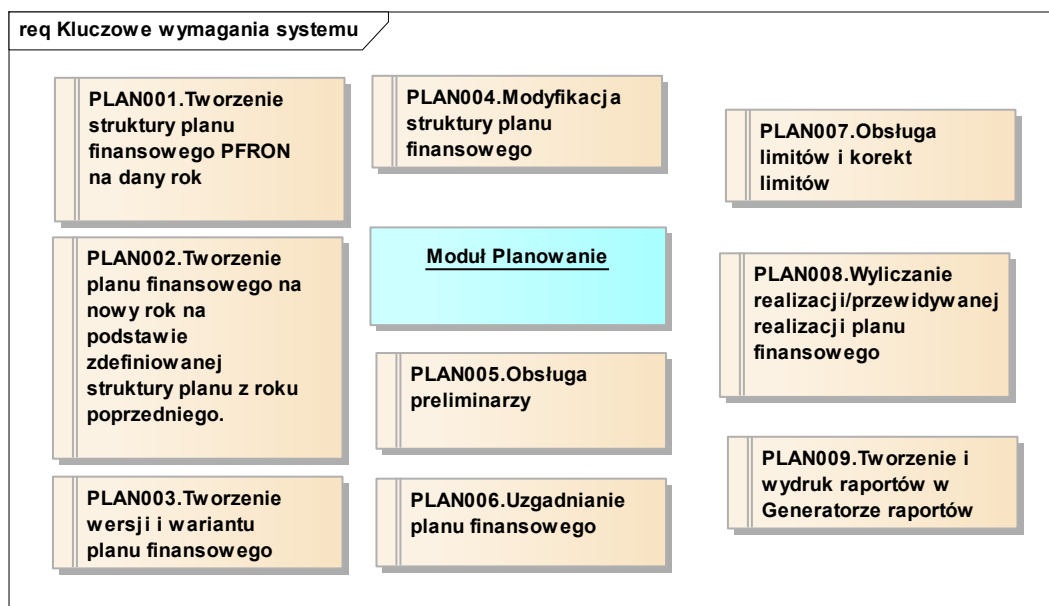 req Kluczowe wymagania systemu
PLAN001.Tworzenie
struktury planu
finansowego PFRON
na dany rok
PLAN002.Tworzenie
planu finansowego na
nowy rok na
podstawie
zdefiniowanej
struktury planu z roku
poprzedniego.
PLAN003.Tworzenie
wersji i wariantu
planu finansowego
PLAN004.Modyfikacja
struktury planu
finansowego
Moduł Planowanie
PLAN005.Obsługa
preliminarzy
PLAN006.Uzgadnianie
planu finansowego
PLAN007.Obsługa
limitów i korekt
limitów
PLAN008.Wyliczanie
realizacji/przewidywanej
realizacji planu
finansowego
PLAN009.Tworzenie i
wydruk raportów w
Generatorze raportów